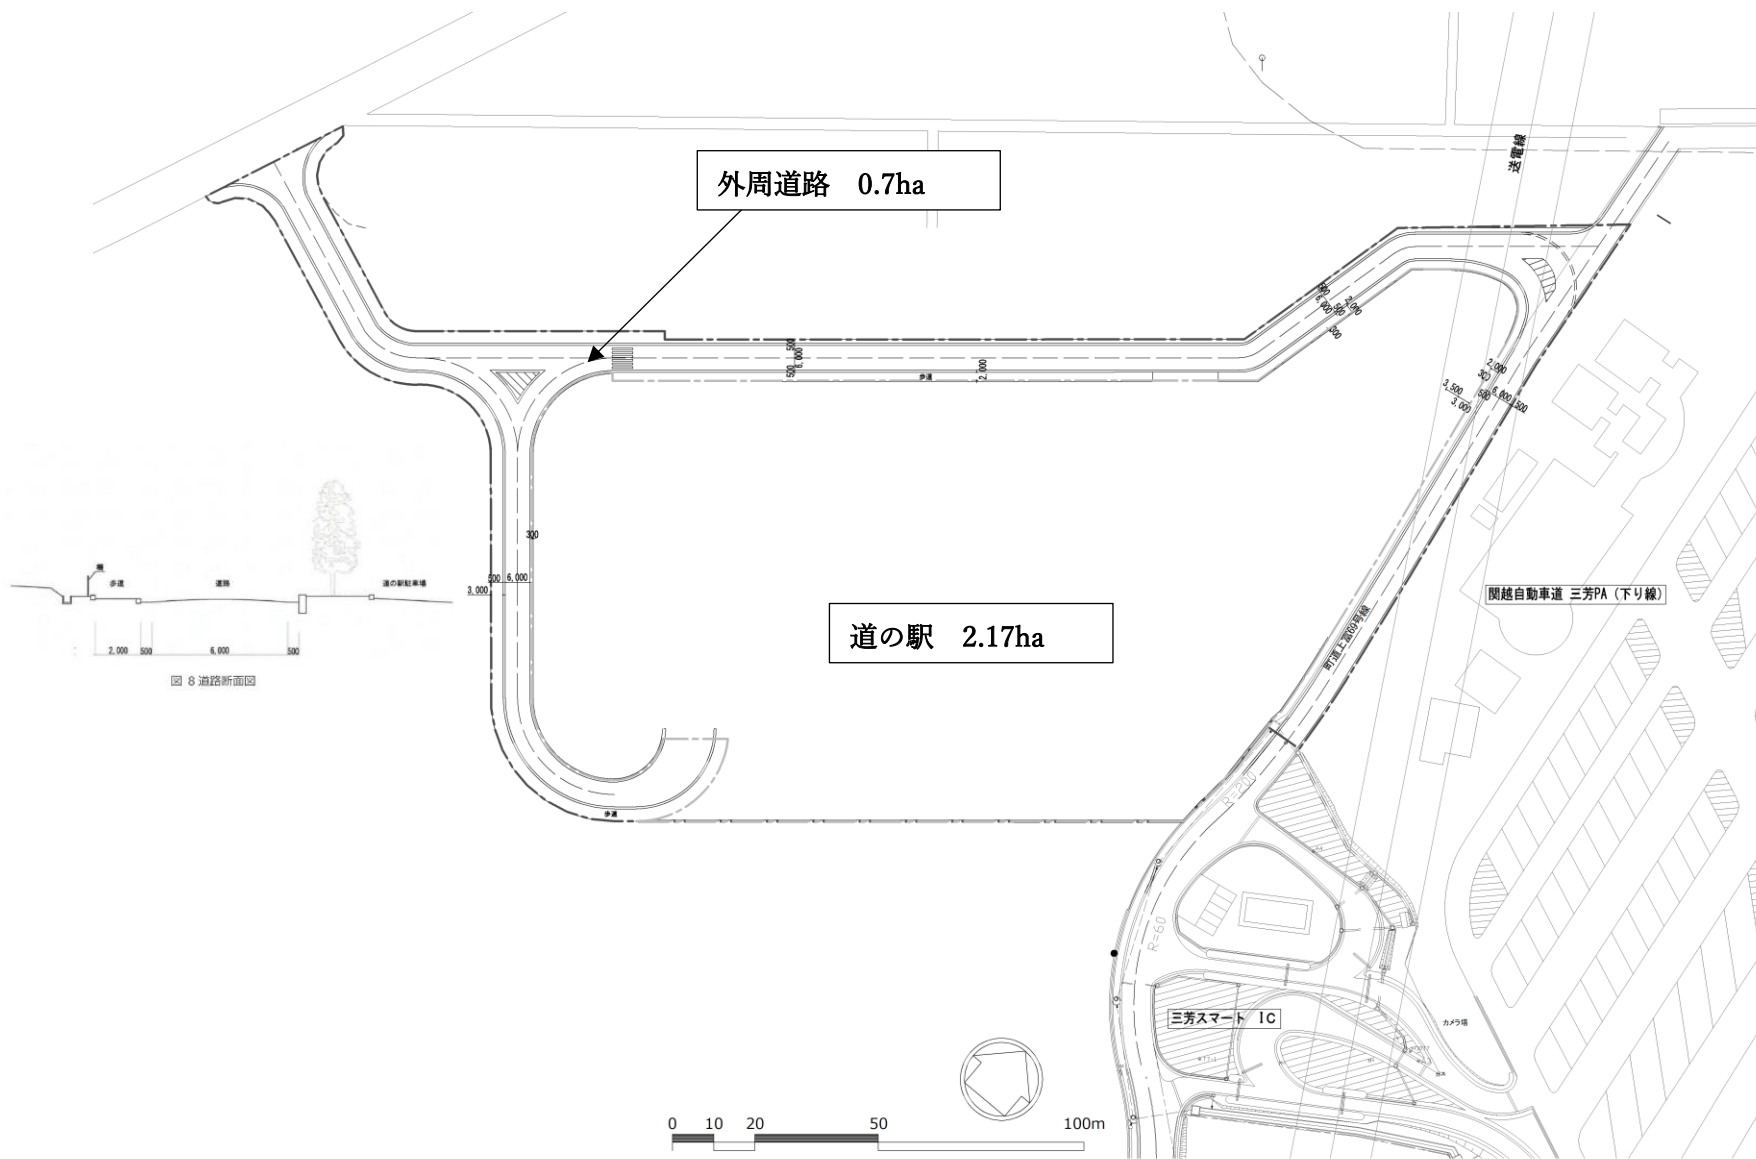 送電線
外周道路　0.7ha
500
6,000
500
2,000
300
500
6,000
500
歩道
2,000
2,000
300
500
6,000
500
3,500
3,000
300
500
6,000
3,000
塀
歩道
道路
道の駅駐車場
2,000
500
6,000
500
図 8 道路断面図
関越自動車道 三芳PA（下り線）
道の駅　2.17ha
町道上富69号線
R=200
歩道
R=60
三芳スマート IC
カメラ塔
0 10 20 50 100m